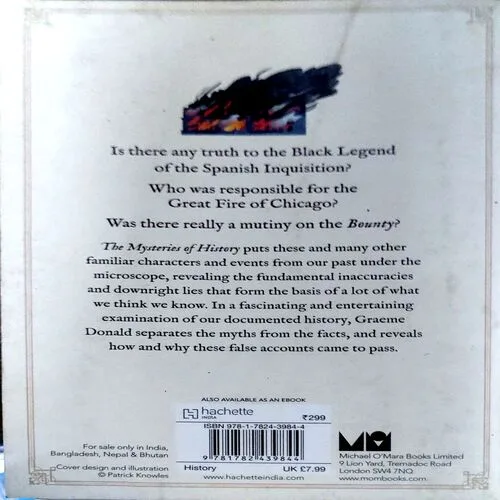 Is there any truth to the Black Legend
of the Spanish Inquisition?
Who was responsible for the
Great Fire of Chicago?
Was there really a mutiny on the Bounty?
The Mysteries of History puts these and many other
familiar characters and events from our past under the
microscope, revealing the fundamental inaccuracies
and downright lies that form the basis of a lot of what
we think we know. In a fascinating and entertaining
examination of our documented history, Graeme
Donald separates the myths from the facts, and reveals
how and why these false accounts came to pass.
ALSO AVAILABLE AS AN EBOOK
hachette
INDIA
₹299
ISBN 978-1-7824-3984-4
9 781782 439844
www.hachetteindia.com
For sale only in India,
Bangladesh, Nepal & Bhutan
Cover design and illustration
© Patrick Knowles
History
UK £7.99
Michael O'Mara Books Limited
9 Lion Yard, Tremadoc Road
London SW4 7NQ
www.mombooks.com